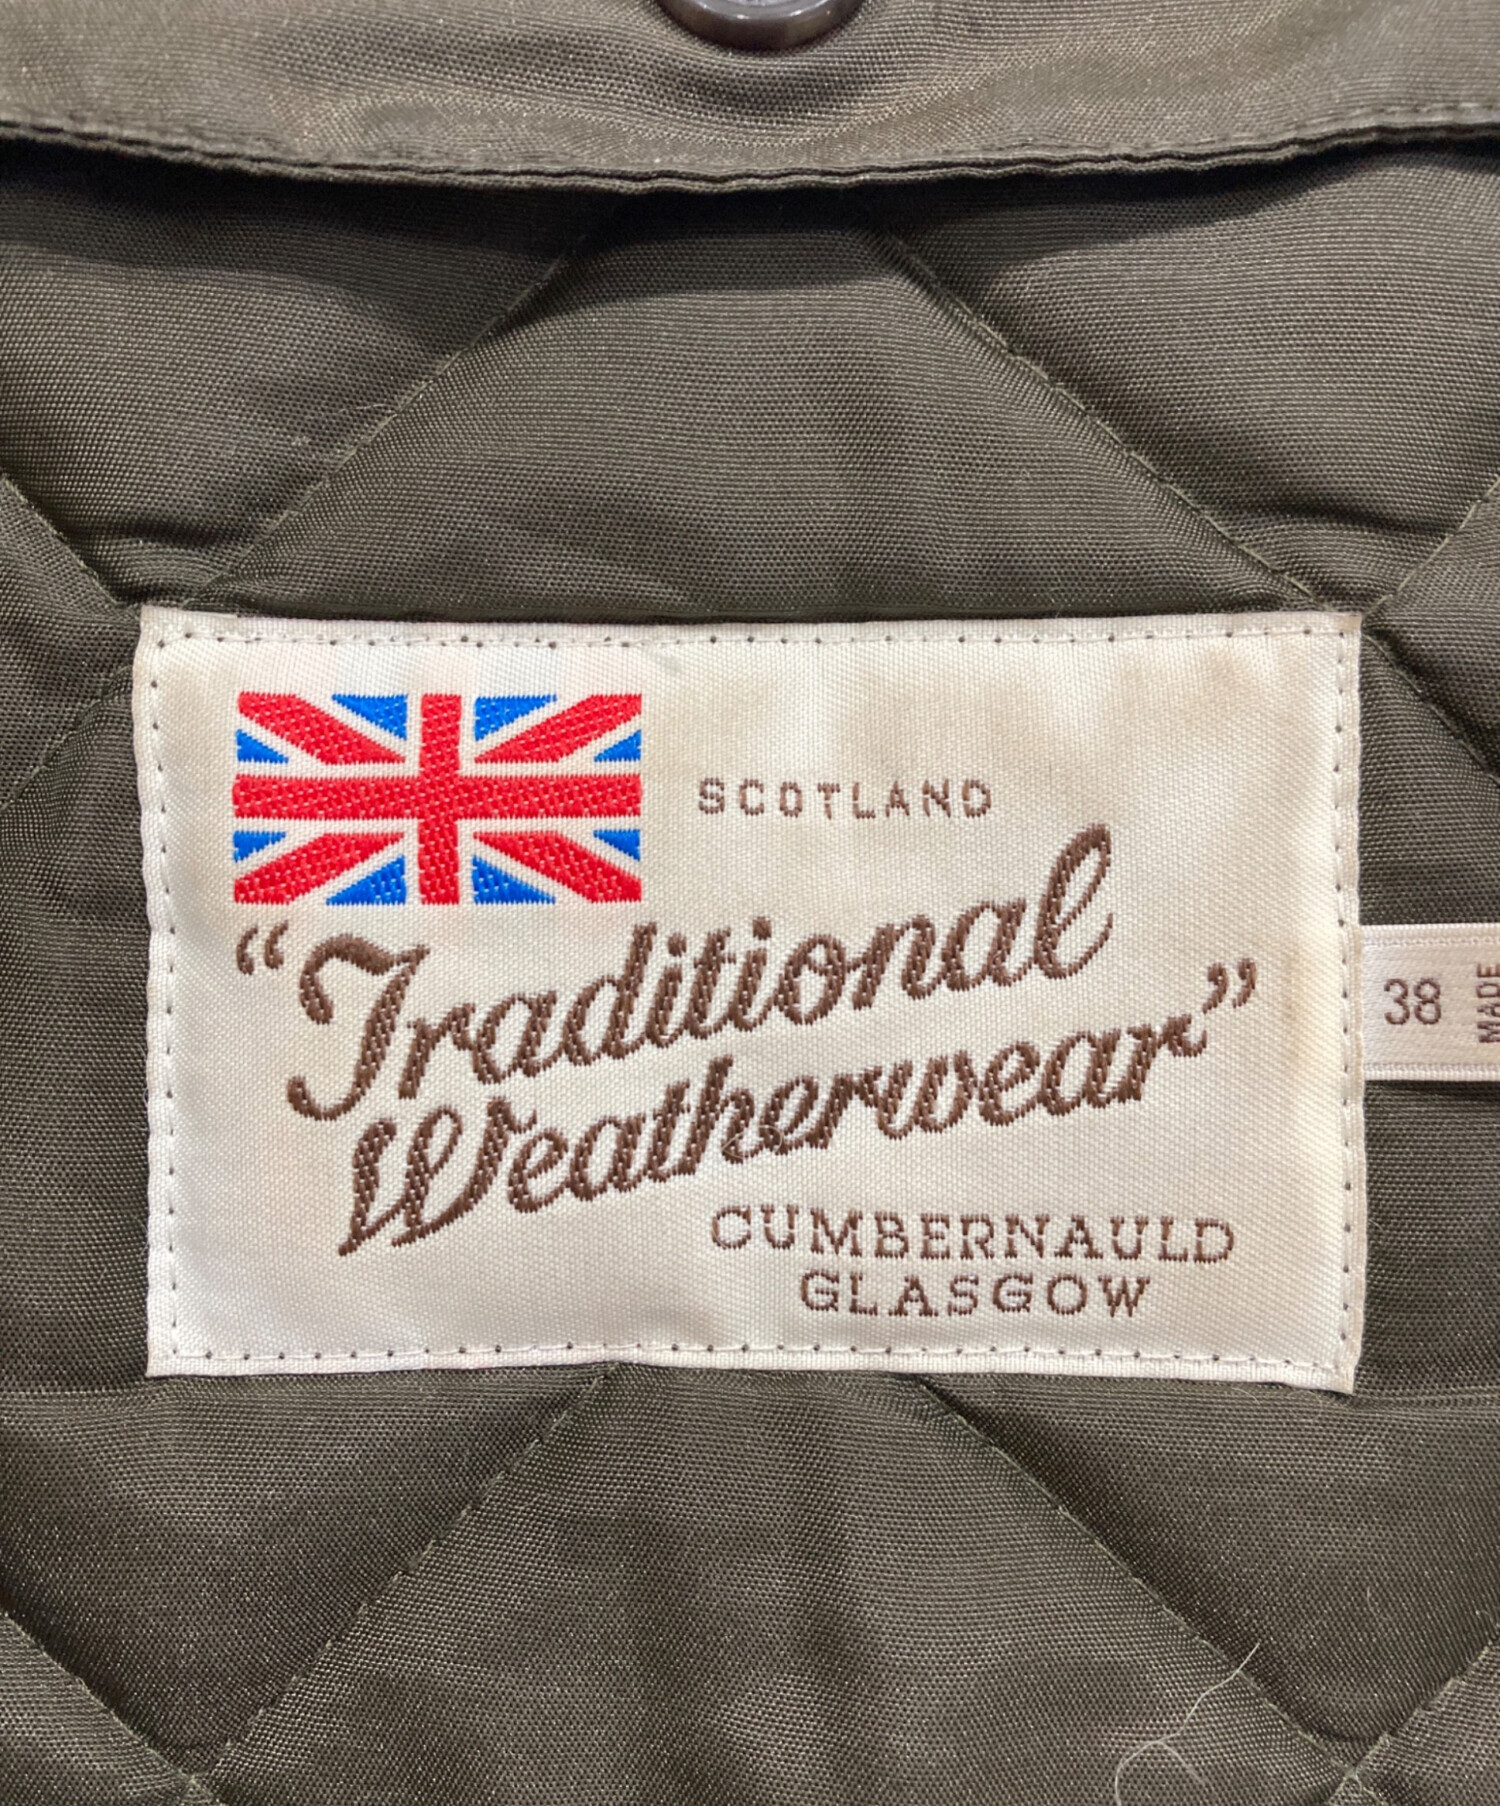 SCOTLAND
“Traditional
Weatherwear”
CUMBERNAULD
GLASGOW
38
MADE